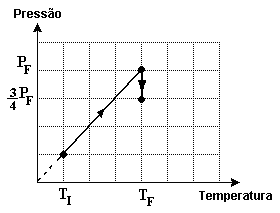 Pressão
P_F
3/4 P_F
T_I
T_F
Temperatura